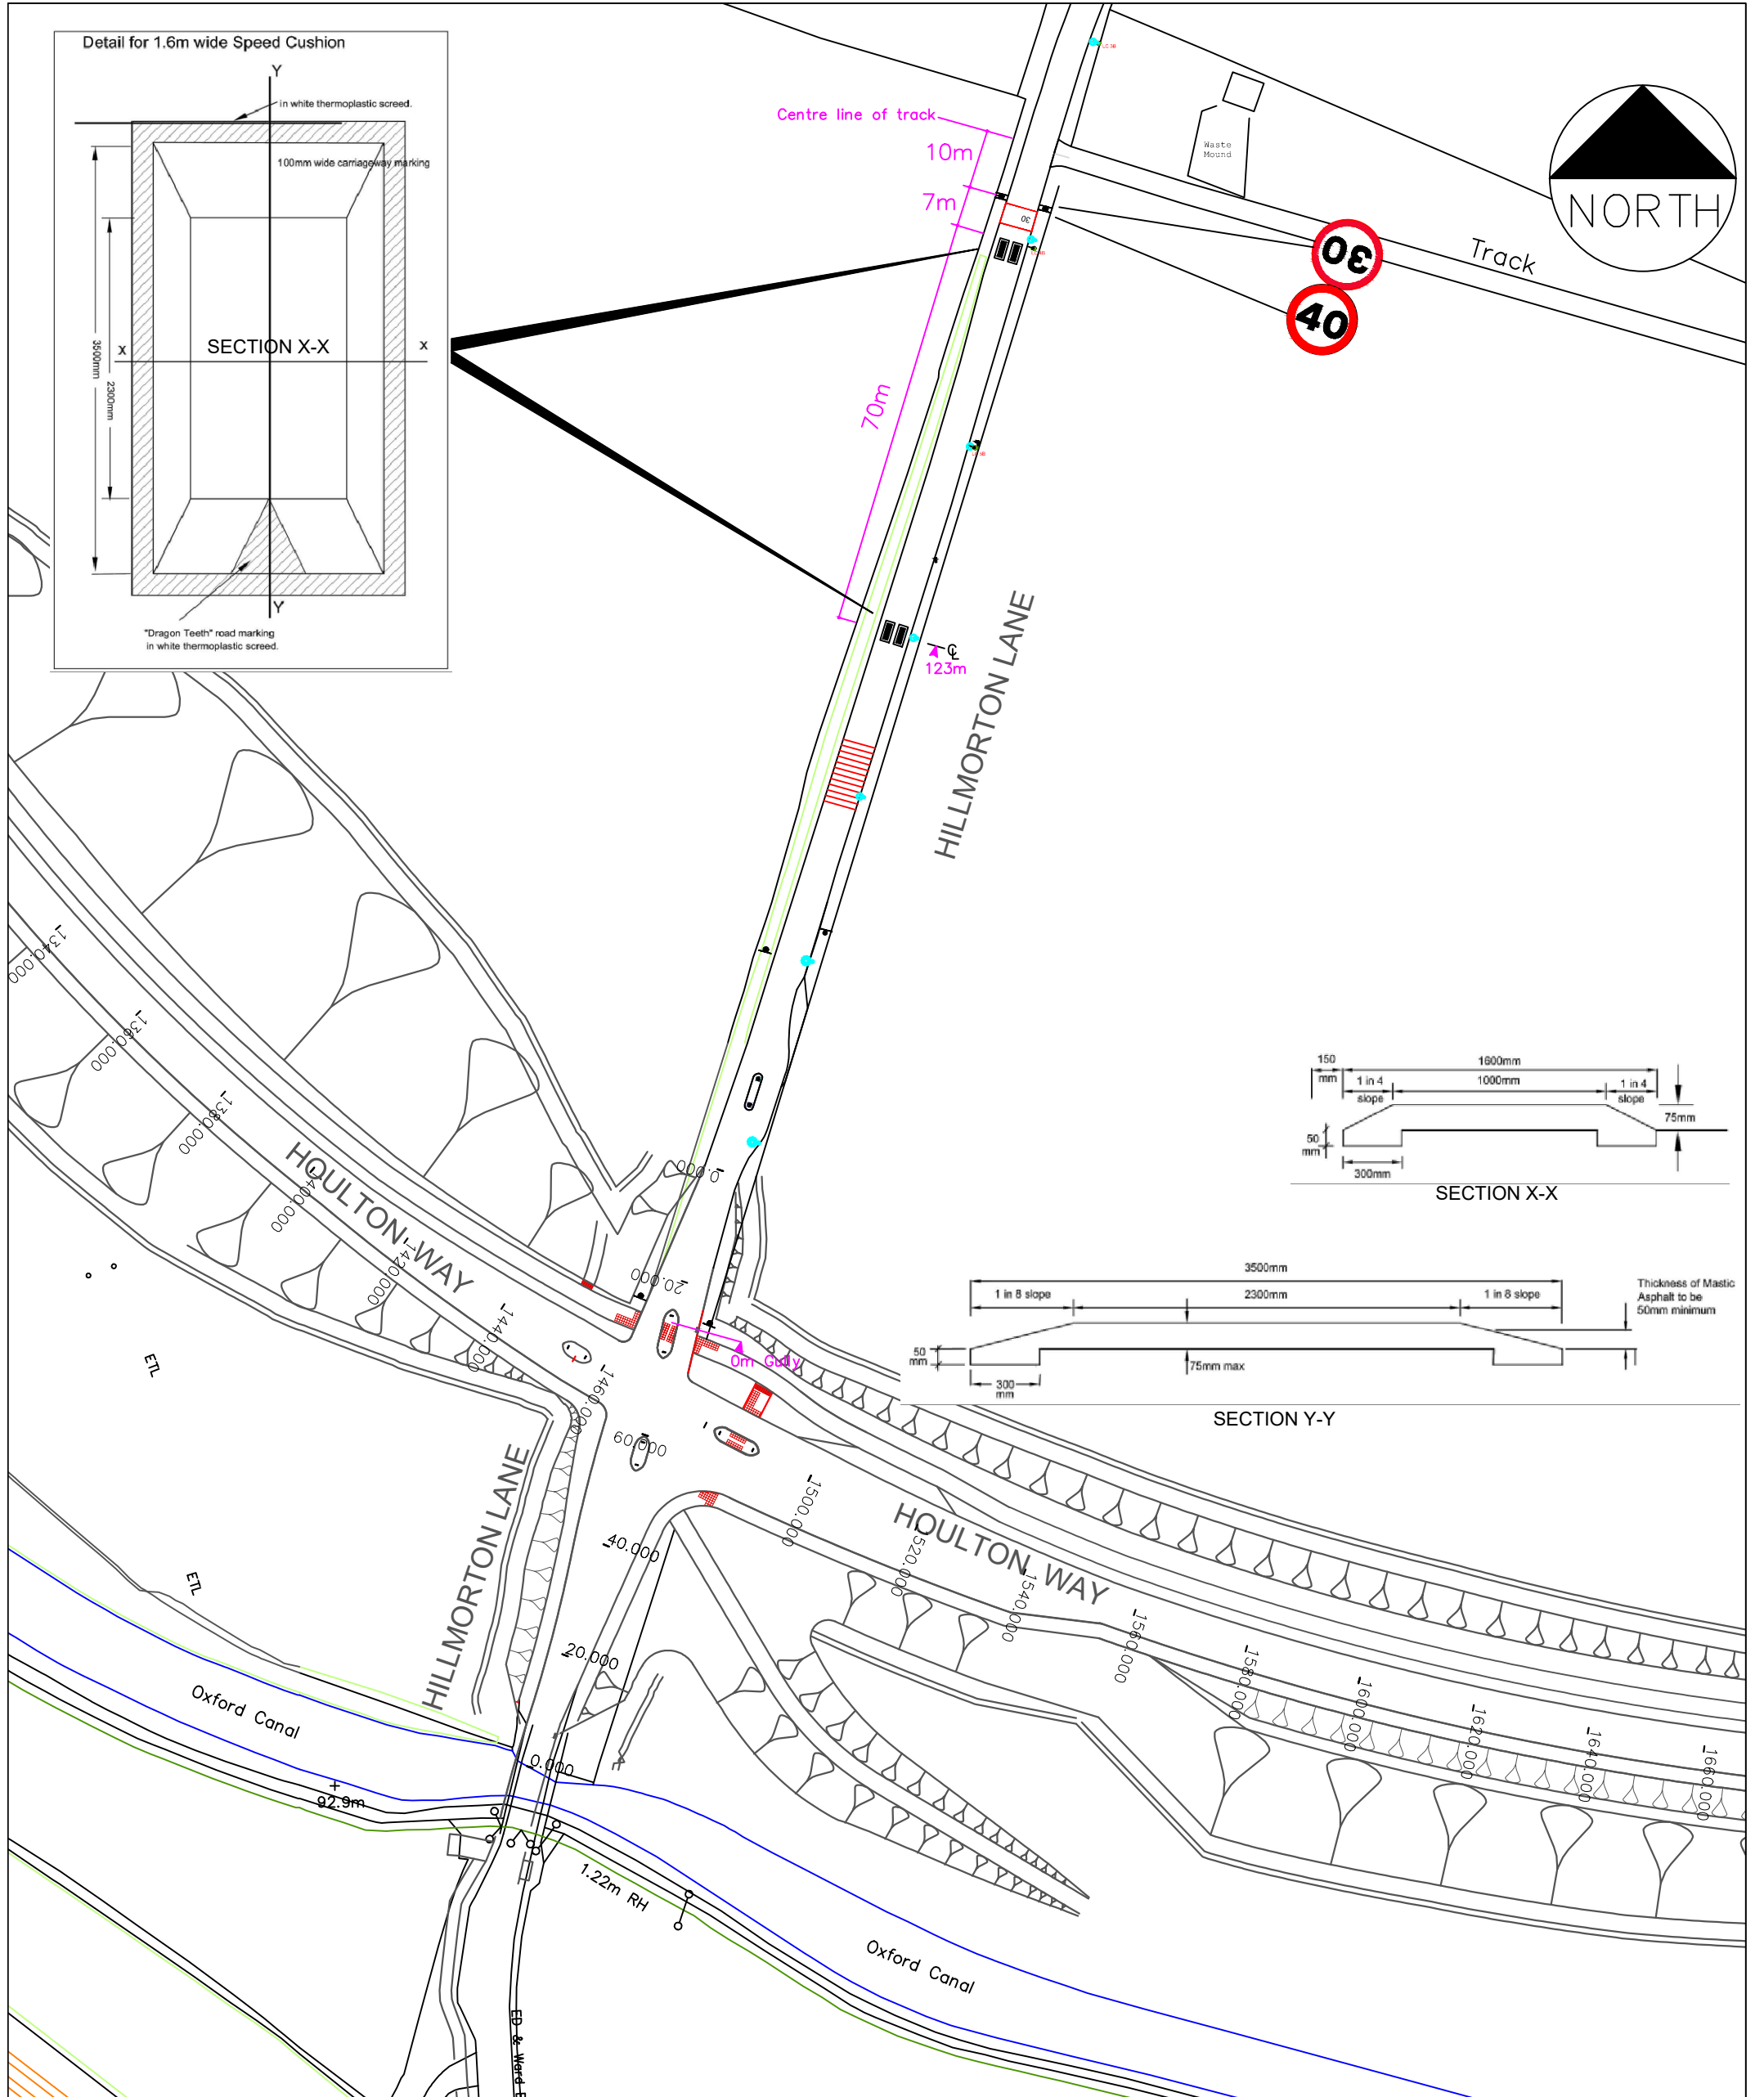 Detail for 1.6m wide Speed Cushion
Y
in white thermoplastic screed.
100mm wide carriageway marking
3500mm
2300mm
X
SECTION X-X
X
Y
"Dragon Teeth" road marking
in white thermoplastic screed.
Centre line of track
10m
7m
70m
30
LC.9B
Waste
Mound
NORTH
Track
30
40
℄
123m
HILLMORTON LANE
150
mm
1600mm
1 in 4
slope
1000mm
1 in 4
slope
75mm
50
mm
300mm
SECTION X-X
3500mm
1 in 8 slope
2300mm
1 in 8 slope
Thickness of Mastic
Asphalt to be
50mm minimum
50
mm
300
mm
75mm max
SECTION Y-Y
1340.000
1360.000
1380.000
1400.000
1420.000
1440.000
1460.000
HOULTON WAY
0.000
20.000
0m Gully
60.000
1500.000
1520.000
1540.000
1560.000
1580.000
1600.000
1620.000
1640.000
1660.000
HOULTON WAY
HILLMORTON LANE
40.000
20.000
0.000
ETL
ETL
Oxford Canal
92.9m
1.22m RH
Oxford Canal
ED & Ward